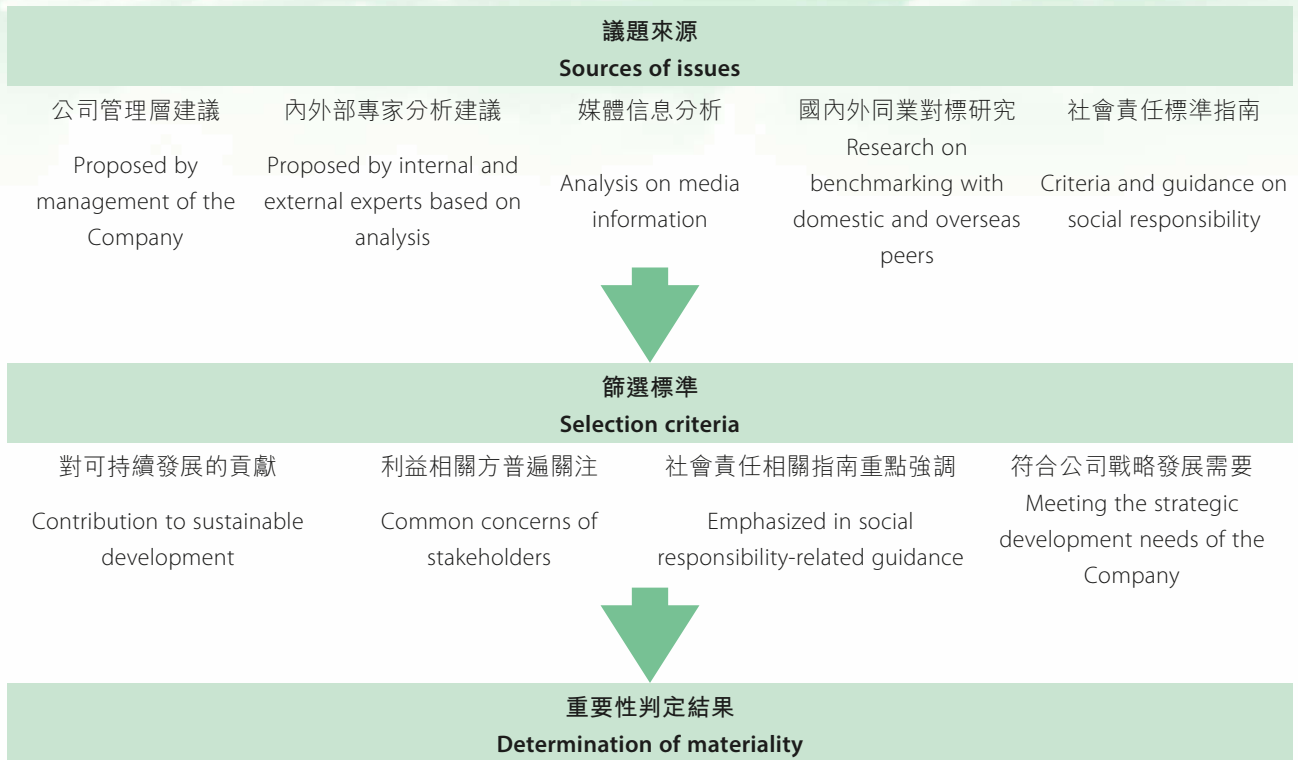 議題來源
Sources of issues
公司管理層建議
Proposed by
management of the
Company
內外部專家分析建議
Proposed by internal and
external experts based on
analysis
媒體信息分析
Analysis on media
information
國內外同業對標研究
Research on
benchmarking with
domestic and overseas
peers
社會責任標準指南
Criteria and guidance on
social responsibility
篩選標準
Selection criteria
對可持續發展的貢獻
Contribution to sustainable
development
利益相關方普遍關注
Common concerns of
stakeholders
社會責任相關指南重點強調
Emphasized in social
responsibility-related guidance
符合公司戰略發展需要
Meeting the strategic
development needs of the
Company
重要性判定結果
Determination of materiality